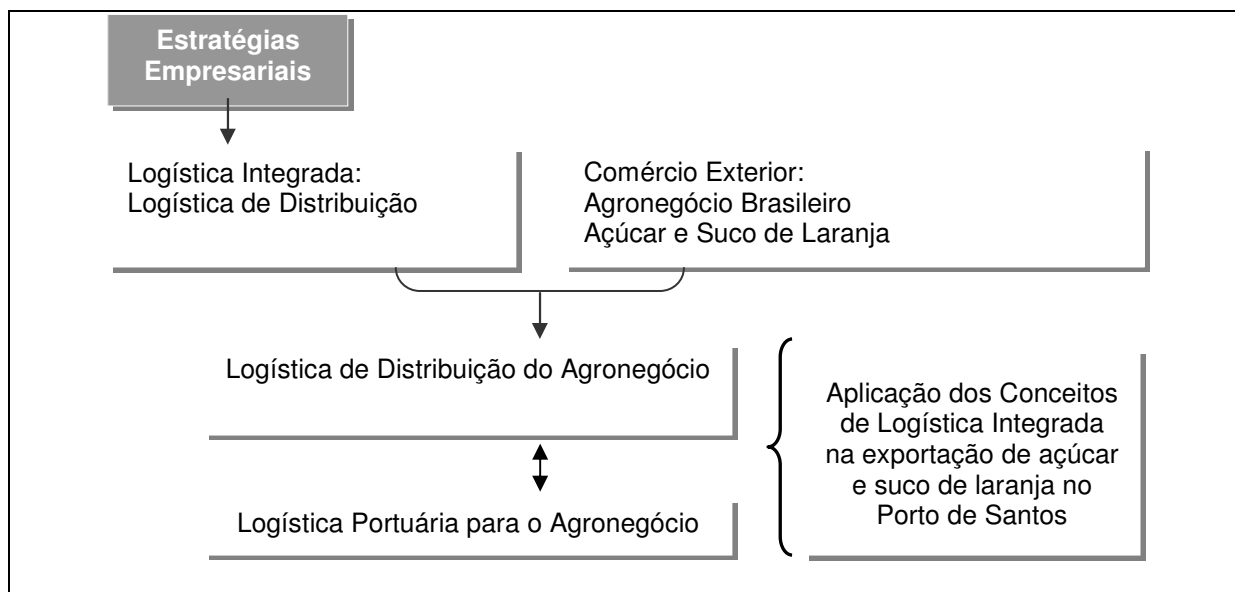 Estratégias
Empresariais
Logística Integrada:
Logística de Distribuição
Comércio Exterior:
Agronegócio Brasileiro
Açúcar e Suco de Laranja
Logística de Distribuição do Agronegócio
Logística Portuária para o Agronegócio
Aplicação dos Conceitos
de Logística Integrada
na exportação de açúcar
e suco de laranja no
Porto de Santos